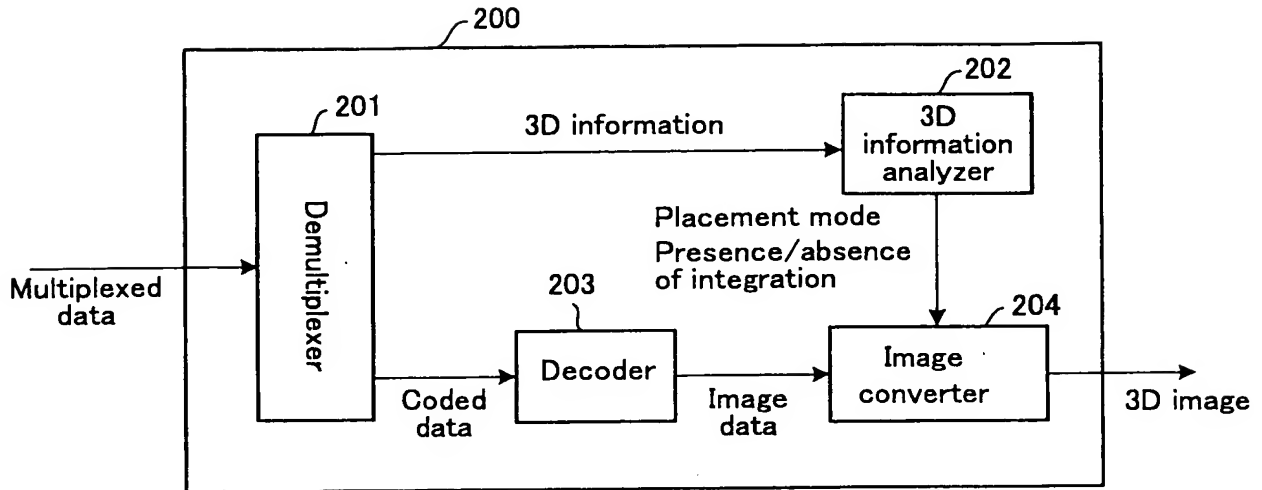 200
202
201
3D information
3D
information
analyzer
Demultiplexer
Placement mode
Presence/absence
of integration
Multiplexed
data
203
204
Decoder
Image
converter
Coded
data
Image
data
3D image